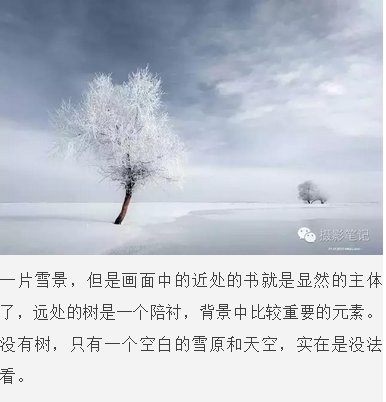 摄影笔记
一片雪景，但是画面中的近处的书就是显然的主体
了，远处的树是一个陪衬，背景中比较重要的元素。
没有树，只有一个空白的雪原和天空，实在是没法
看。